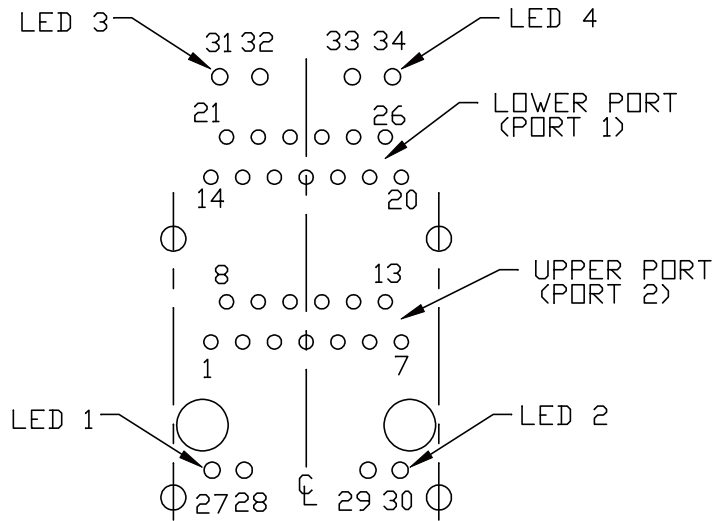 LED 3
LED 4
31 32
33 34
21
26
LOWER PORT
(PORT 1)
14
20
8
13
UPPER PORT
(PORT 2)
1
7
LED 1
LED 2
27 28
CL
29 30